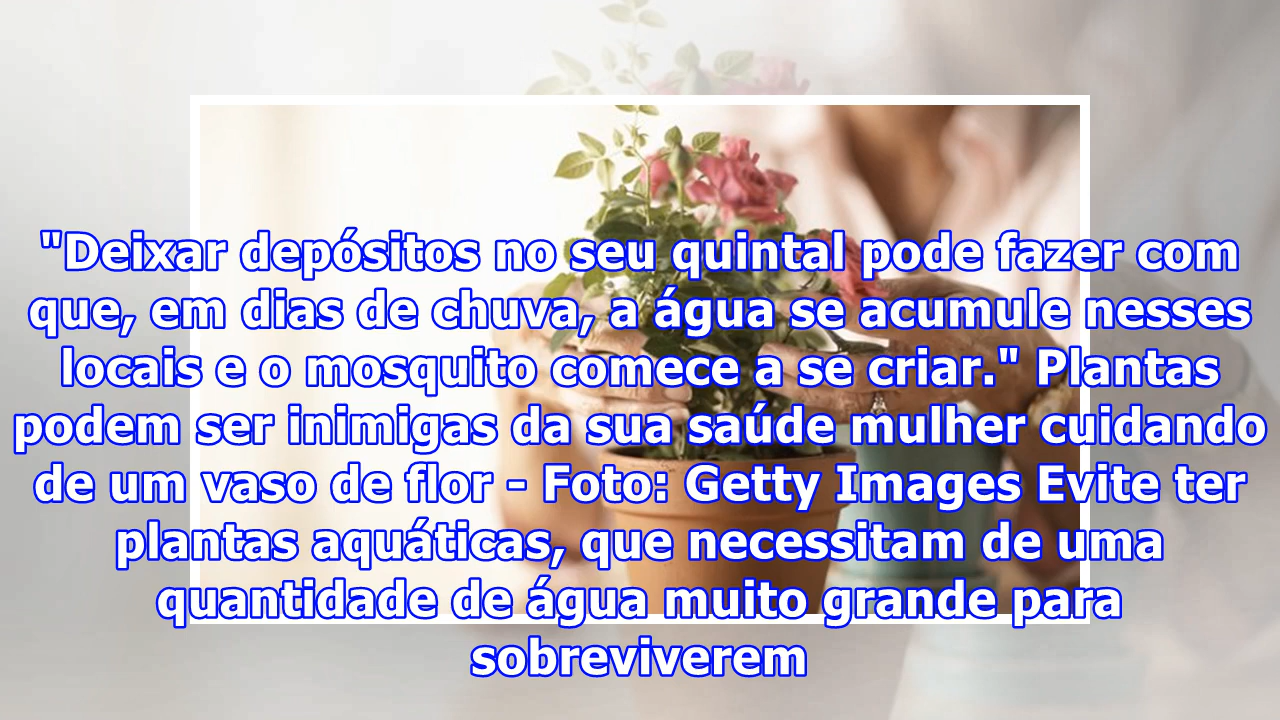 "Deixar depósitos no seu quintal pode fazer com
que, em dias de chuva, a água se acumule nesses
locais e o mosquito comece a se criar." Plantas
podem ser inimigas da sua saúde mulher cuidando
de um vaso de flor - Foto: Getty Images Evite ter
plantas aquáticas, que necessitam de uma
quantidade de água muito grande para
sobreviverem